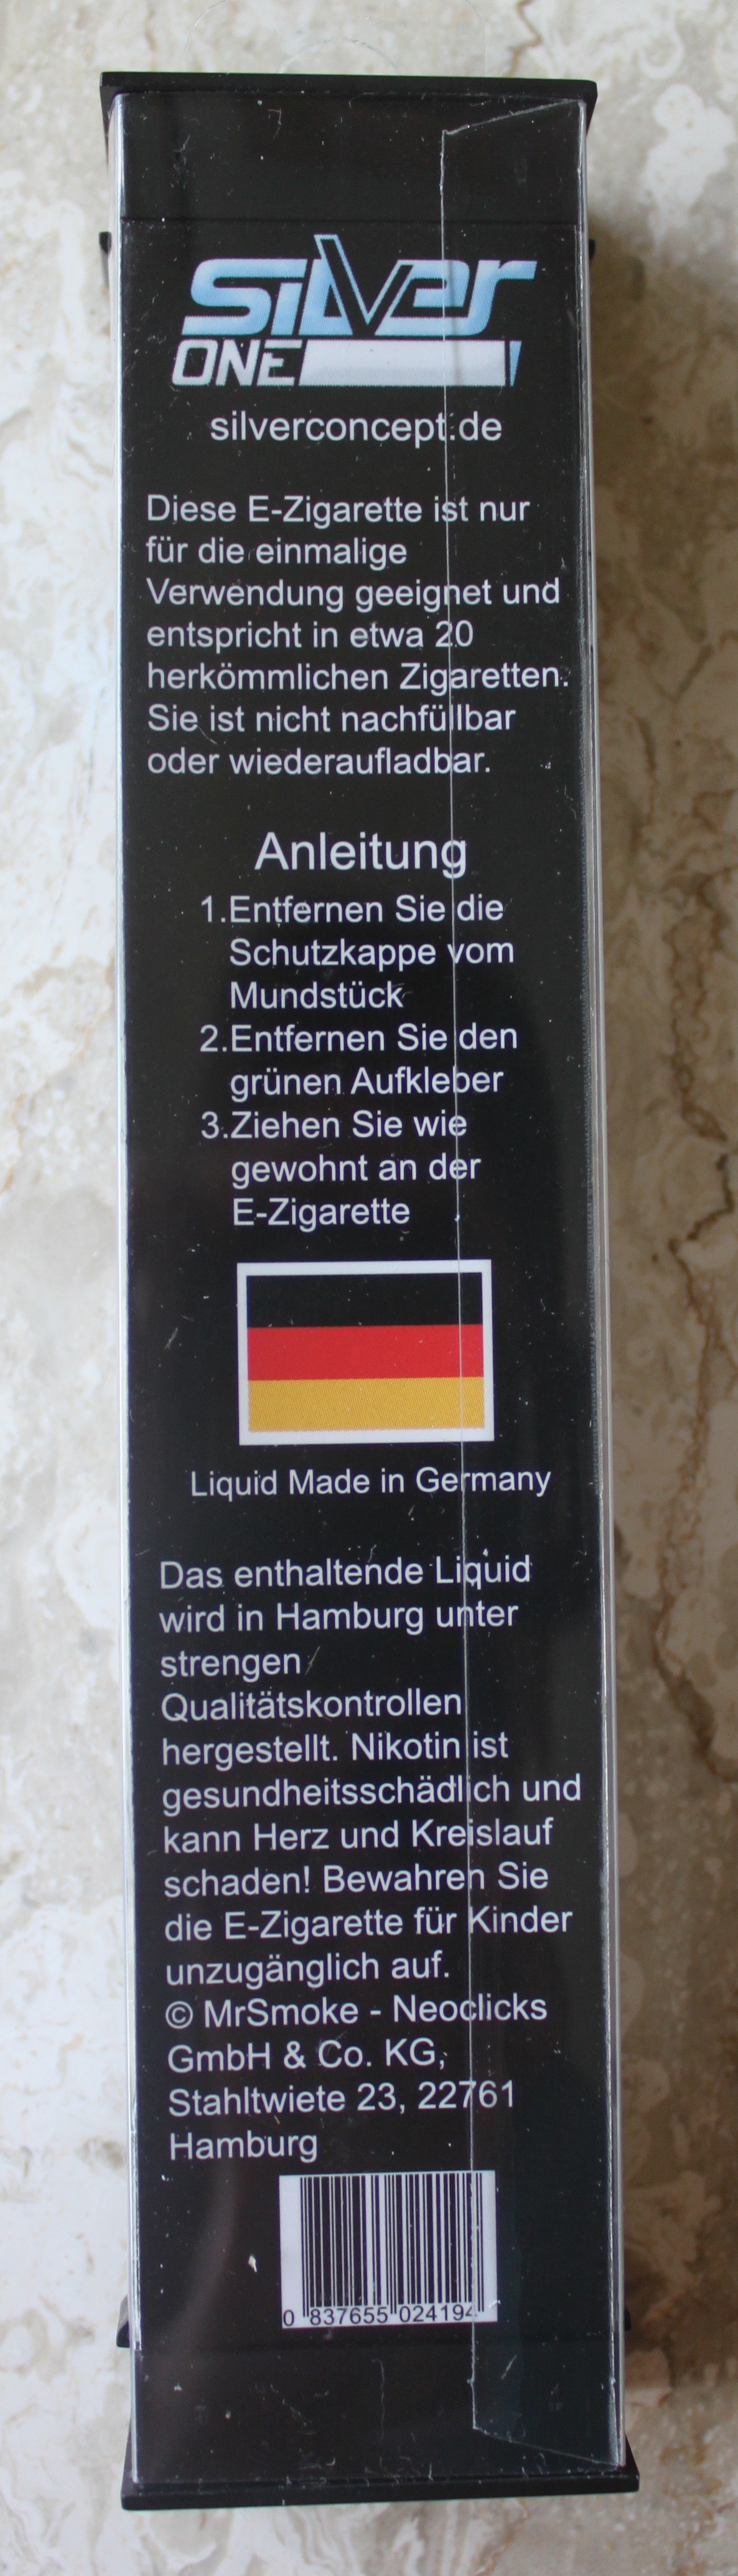 Silver
ONE
silverconcept.de
Diese E-Zigarette ist nur
für die einmalige
Verwendung geeignet und
entspricht in etwa 20
herkömmlichen Zigaretten.
Sie ist nicht nachfüllbar
oder wiederaufladbar.
Anleitung
1.Entfernen Sie die
Schutzkappe vom
Mundstück
2.Entfernen Sie den
grünen Aufkleber
3.Ziehen Sie wie
gewohnt an der
E-Zigarette
Liquid Made in Germany
Das enthaltende Liquid
wird in Hamburg unter
strengen
Qualitätskontrollen
hergestellt. Nikotin ist
gesundheitsschädlich und
kann Herz und Kreislauf
schaden! Bewahren Sie
die E-Zigarette für Kinder
unzugänglich auf.
© MrSmoke - Neoclicks
GmbH & Co. KG,
Stahltwiete 23, 22761
Hamburg
0 837655 024194